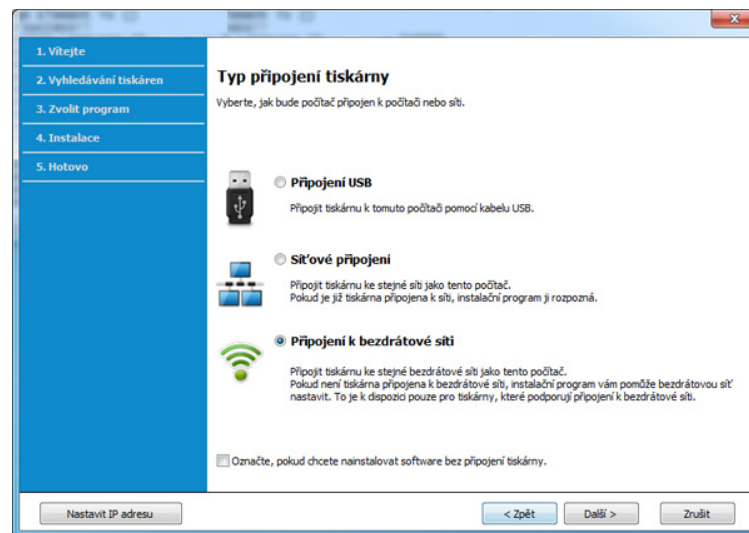 1. Vítejte
2. Vyhledávání tiskáren
3. Zvolit program
4. Instalace
5. Hotovo
Typ připojení tiskárny
Vyberte, jak bude počítač připojen k počítači nebo síti.
Připojení USB
Připojit tiskárnu k tomuto počítači pomocí kabelu USB.
Síťové připojení
Připojit tiskárnu ke stejné síti jako tento počítač.
Pokud je již tiskárna připojena k síti, instalační program ji rozpozná.
Připojení k bezdrátové síti
Připojit tiskárnu ke stejné bezdrátové síti jako tento počítač.
Pokud není tiskárna připojena k bezdrátové síti, instalační program vám pomůže bezdrátovou síť
nastavit. To je k dispozici pouze pro tiskárny, které podporují připojení k bezdrátové síti.
Označte, pokud chcete nainstalovat software bez připojení tiskárny.
Nastavit IP adresu
< Zpět
Další >
Zrušit